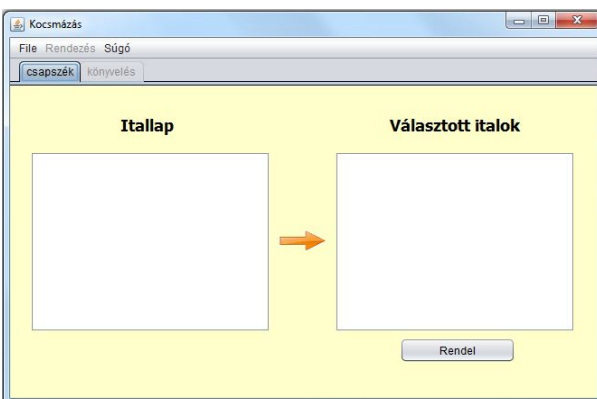 Kocsmázás
File Rendezés Súgó
csapszék könyvelés
Itallap Választott italok
Rendel